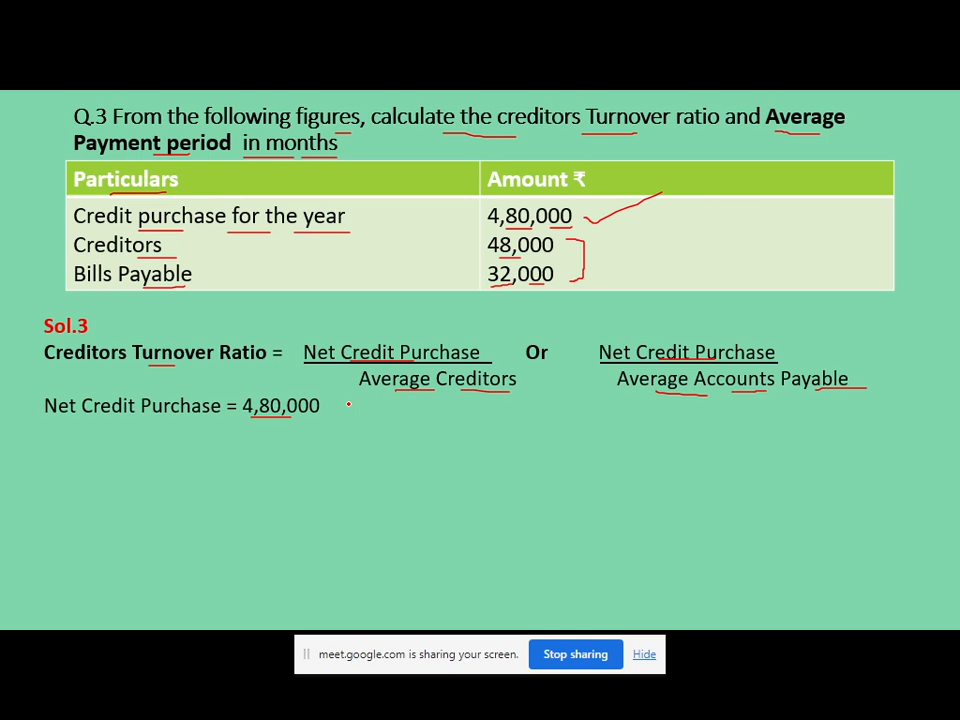 Q.3 From the following figures, calculate the creditors Turnover ratio and Average
Payment period in months
Particulars Amount ₹
Credit purchase for the year 4,80,000
Creditors 48,000
Bills Payable 32,000
Sol.3
Creditors Turnover Ratio = Net Credit Purchase Or Net Credit Purchase
Average Creditors Average Accounts Payable
Net Credit Purchase = 4,80,000
meet.google.com is sharing your screen. Stop sharing Hide